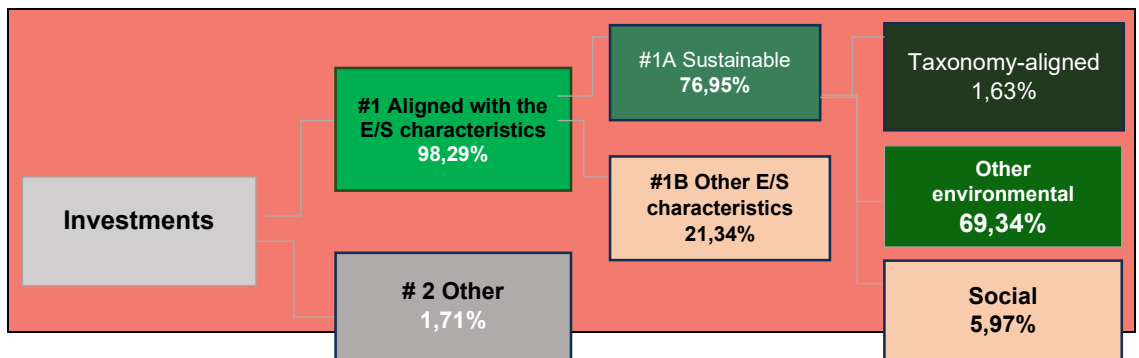 Investments
#1 Aligned with the
E/S characteristics
98,29%
# 2 Other
1,71%
#1A Sustainable
76,95%
#1B Other E/S
characteristics
21,34%
Taxonomy-aligned
1,63%
Other
environmental
69,34%
Social
5,97%